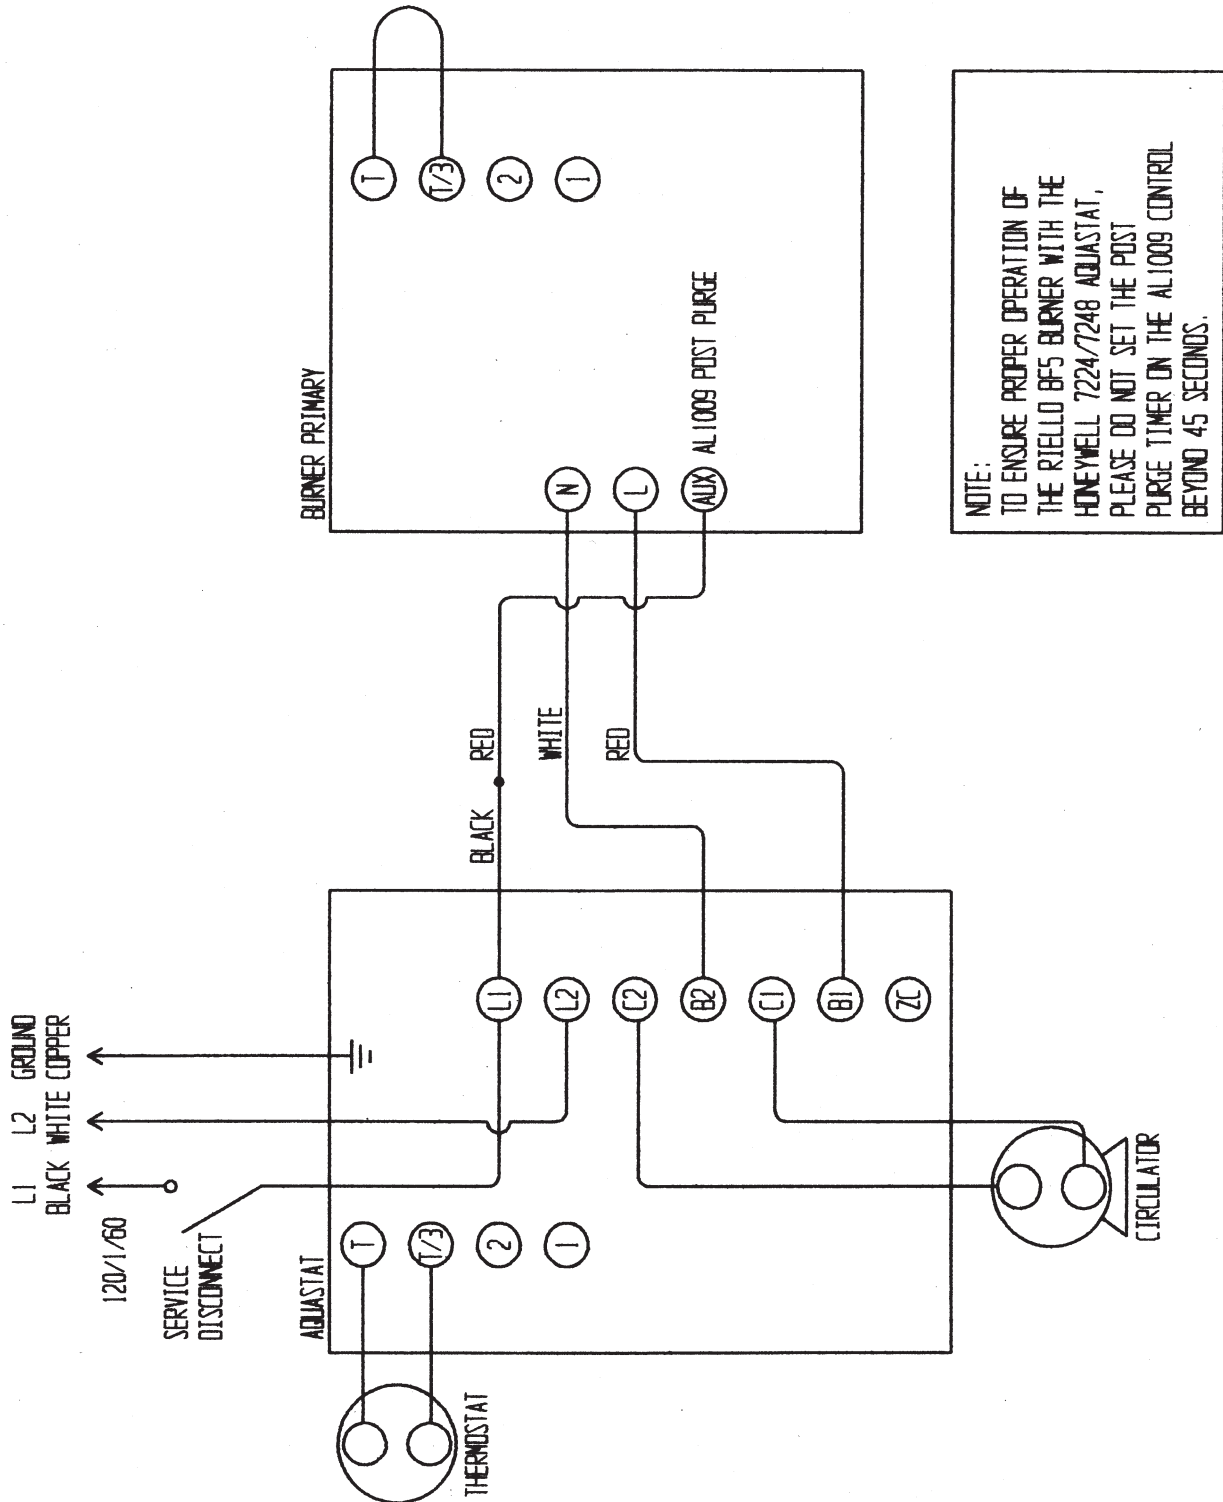 L1 L2 GROUND
BLACK WHITE COPPER
120/1/60
SERVICE
DISCONNECT
AQUASTAT
BURNER PRIMARY
T
T/3
2
1
L1
L2
C2
B2
C1
B1
ZC
BLACK RED
WHITE
RED
N
L
AUX AL1009 POST PURGE
T
T/3
2
1
THERMOSTAT
CIRCULATOR
NOTE:
TO ENSURE PROPER OPERATION OF
THE RIELLO BF5 BURNER WITH THE
HONEYWELL 7224/7248 AQUASTAT,
PLEASE DO NOT SET THE POST
PURGE TIMER ON THE AL1009 CONTROL
BEYOND 45 SECONDS.